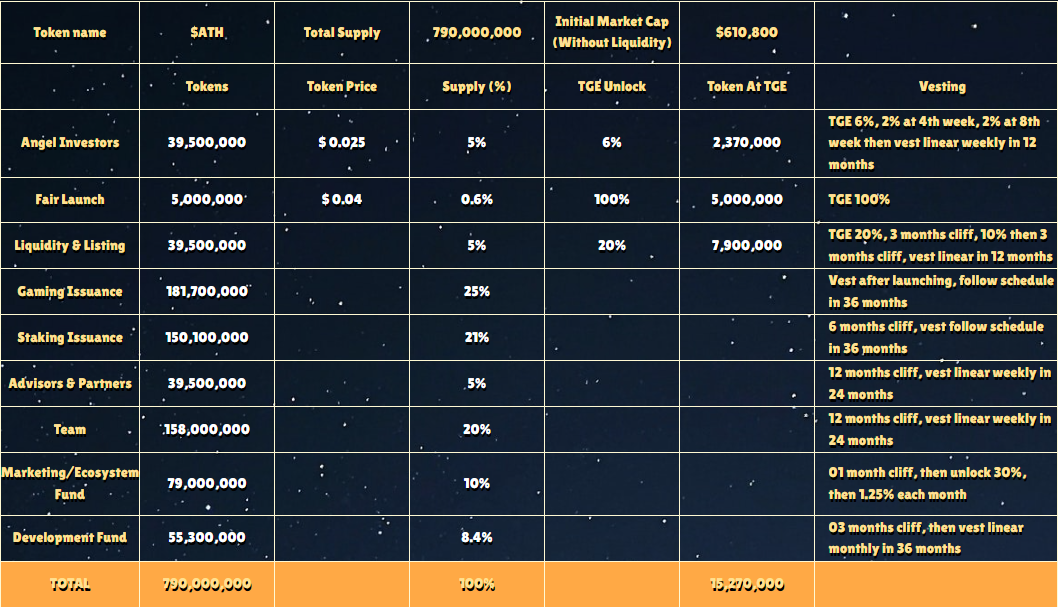 Token name $ATH Total Supply 790,000,000 Initial Market Cap (Without Liquidity) $610,800
Tokens Token Price Supply (%) TGE Unlock Token At TGE Vesting
Angel Investors 39,500,000 $ 0.025 5% 6% 2,370,000 TGE 6%, 2% at 4th week, 2% at 8th
week then vest linear weekly in 12
months
Fair Launch 5,000,000 $ 0.04 0.6% 100% 5,000,000 TGE 100%
Liquidity & Listing 39,500,000 5% 20% 7,900,000 TGE 20%, 3 months cliff, 10% then 3
months cliff, vest linear in 12 months
Gaming Issuance 181,700,000 25% Vest after launching, follow schedule
in 36 months
Staking Issuance 150,100,000 21% 6 months cliff, vest follow schedule
in 36 months
Advisors & Partners 39,500,000 5% 12 months cliff, vest linear weekly in
24 months
Team 158,000,000 20% 12 months cliff, vest linear weekly in
24 months
Marketing/Ecosystem
Fund 79,000,000 10% 01 month cliff, then unlock 30%,
then 1.25% each month
Development Fund 55,300,000 8.4% 03 months cliff, then vest linear
monthly in 36 months
TOTAL 790,000,000 100% 15,270,000